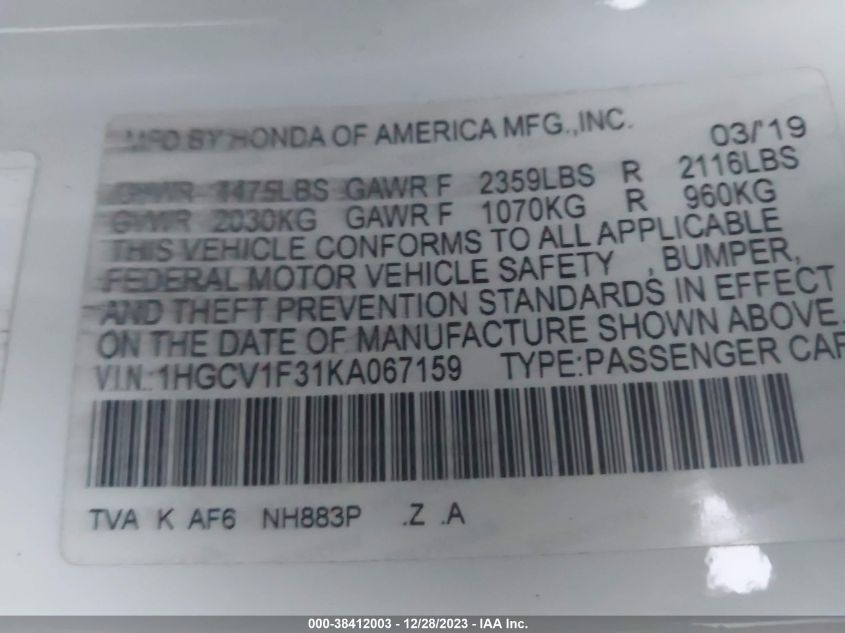 MFD BY HONDA OF AMERICA MFG.,INC. 03/'19
GVWR 4475LBS GAWR F 2359LBS R 2116LBS
GVWR 2030KG GAWR F 1070KG R 960KG
THIS VEHICLE CONFORMS TO ALL APPLICABLE
FEDERAL MOTOR VEHICLE SAFETY , BUMPER,
AND THEFT PREVENTION STANDARDS IN EFFECT
ON THE DATE OF MANUFACTURE SHOWN ABOVE.
V.I.N.:1HGCV1F31KA067159 TYPE:PASSENGER CAR
TVA K AF6 NH883P .Z .A
000-38412003 - 12/28/2023 - IAA Inc.